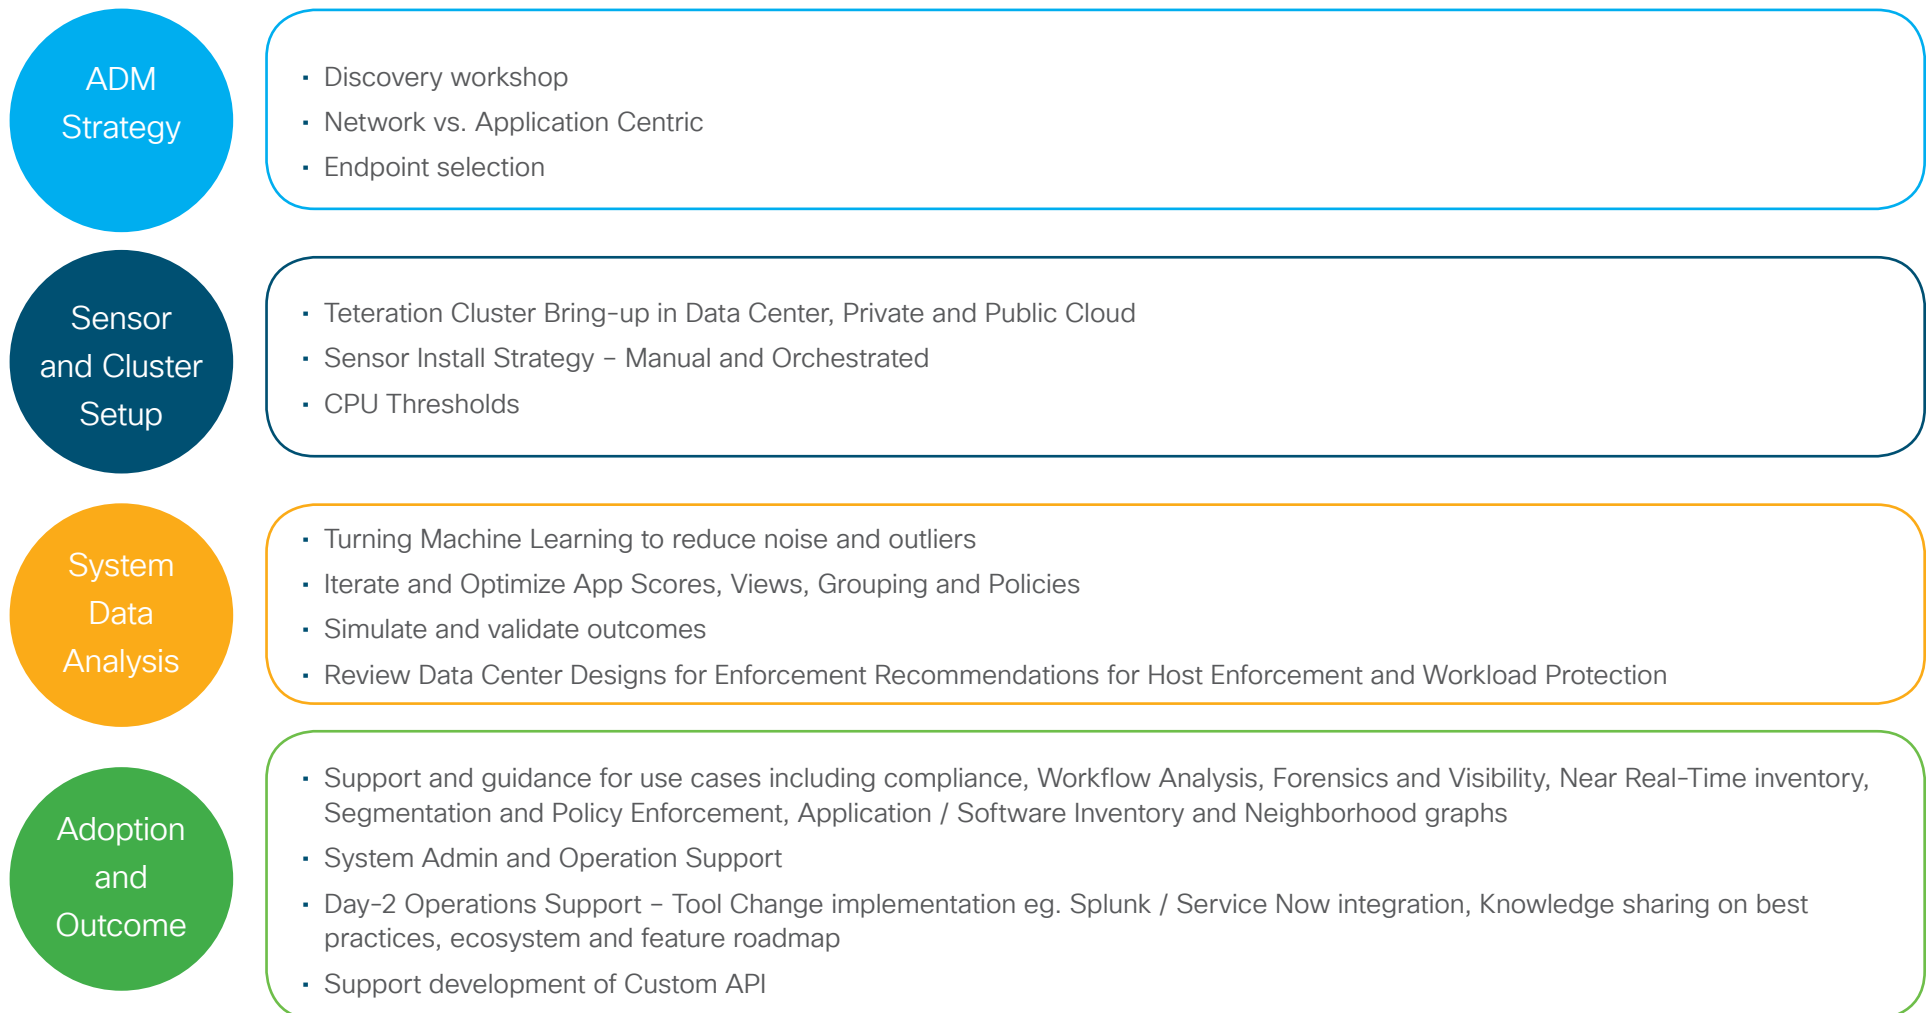 ADM
Strategy
▪ Discovery workshop
▪ Network vs. Application Centric
▪ Endpoint selection
Sensor
and Cluster
Setup
▪ Teteration Cluster Bring-up in Data Center, Private and Public Cloud
▪ Sensor Install Strategy – Manual and Orchestrated
▪ CPU Thresholds
System
Data
Analysis
▪ Turning Machine Learning to reduce noise and outliers
▪ Iterate and Optimize App Scores, Views, Grouping and Policies
▪ Simulate and validate outcomes
▪ Review Data Center Designs for Enforcement Recommendations for Host Enforcement and Workload Protection
Adoption
and
Outcome
▪ Support and guidance for use cases including compliance, Workflow Analysis, Forensics and Visibility, Near Real-Time inventory,
Segmentation and Policy Enforcement, Application / Software Inventory and Neighborhood graphs
▪ System Admin and Operation Support
▪ Day-2 Operations Support – Tool Change implementation eg. Splunk / Service Now integration, Knowledge sharing on best
practices, ecosystem and feature roadmap
▪ Support development of Custom API